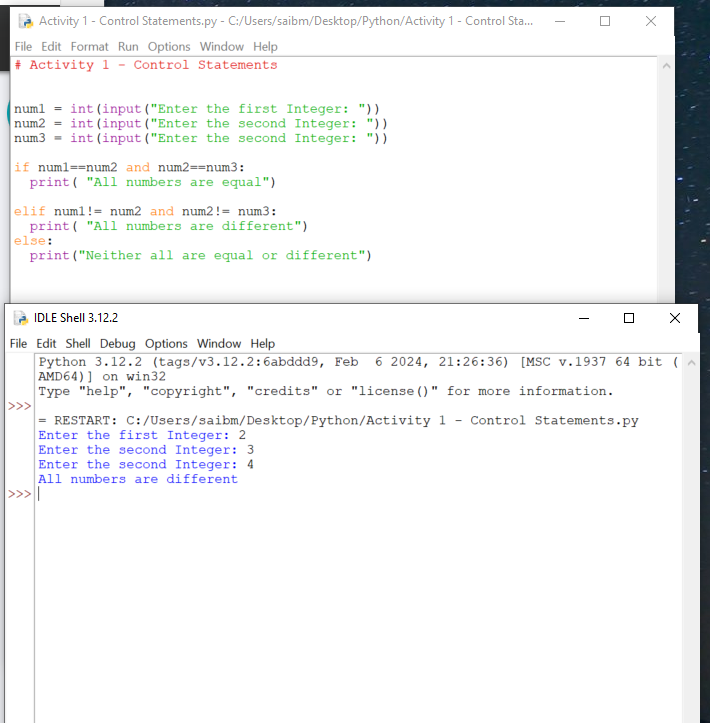 Activity 1 - Control Statements.py - C:/Users/saibm/Desktop/Python/Activity 1 - Control Sta...
File Edit Format Run Options Window Help
# Activity 1 - Control Statements
num1 = int(input("Enter the first Integer: "))
num2 = int(input("Enter the second Integer: "))
num3 = int(input("Enter the second Integer: "))
if num1==num2 and num2==num3:
  print( "All numbers are equal")
elif num1!= num2 and num2!= num3:
  print( "All numbers are different")
else:
  print("Neither all are equal or different")
IDLE Shell 3.12.2
File Edit Shell Debug Options Window Help
Python 3.12.2 (tags/v3.12.2:6abddd9, Feb  6 2024, 21:26:36) [MSC v.1937 64 bit (
AMD64)] on win32
Type "help", "copyright", "credits" or "license()" for more information.
>>>
= RESTART: C:/Users/saibm/Desktop/Python/Activity 1 - Control Statements.py
Enter the first Integer: 2
Enter the second Integer: 3
Enter the second Integer: 4
All numbers are different
>>>